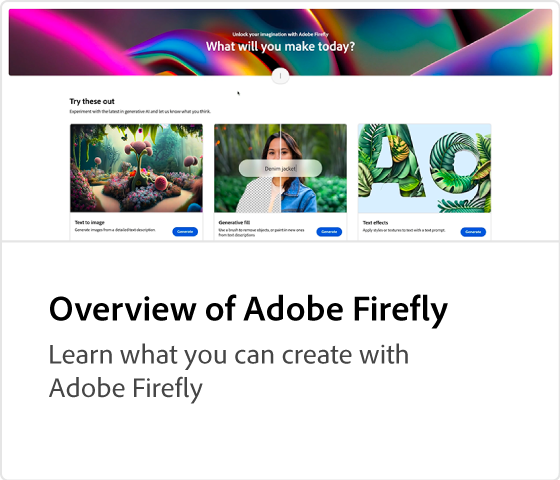 Unlock your imagination with Adobe Firefly
What will you make today?
Try these out
Experiment with the latest in generative AI and let us know what you think.
Denim jacket
Text to image
Generate images from a detailed text description.
Generate
Generative fill
Use a brush to remove objects, or paint in new ones
from text descriptions
Generate
Text effects
Apply styles or textures to text with a text prompt.
Generate
Overview of Adobe Firefly
Learn what you can create with
Adobe Firefly